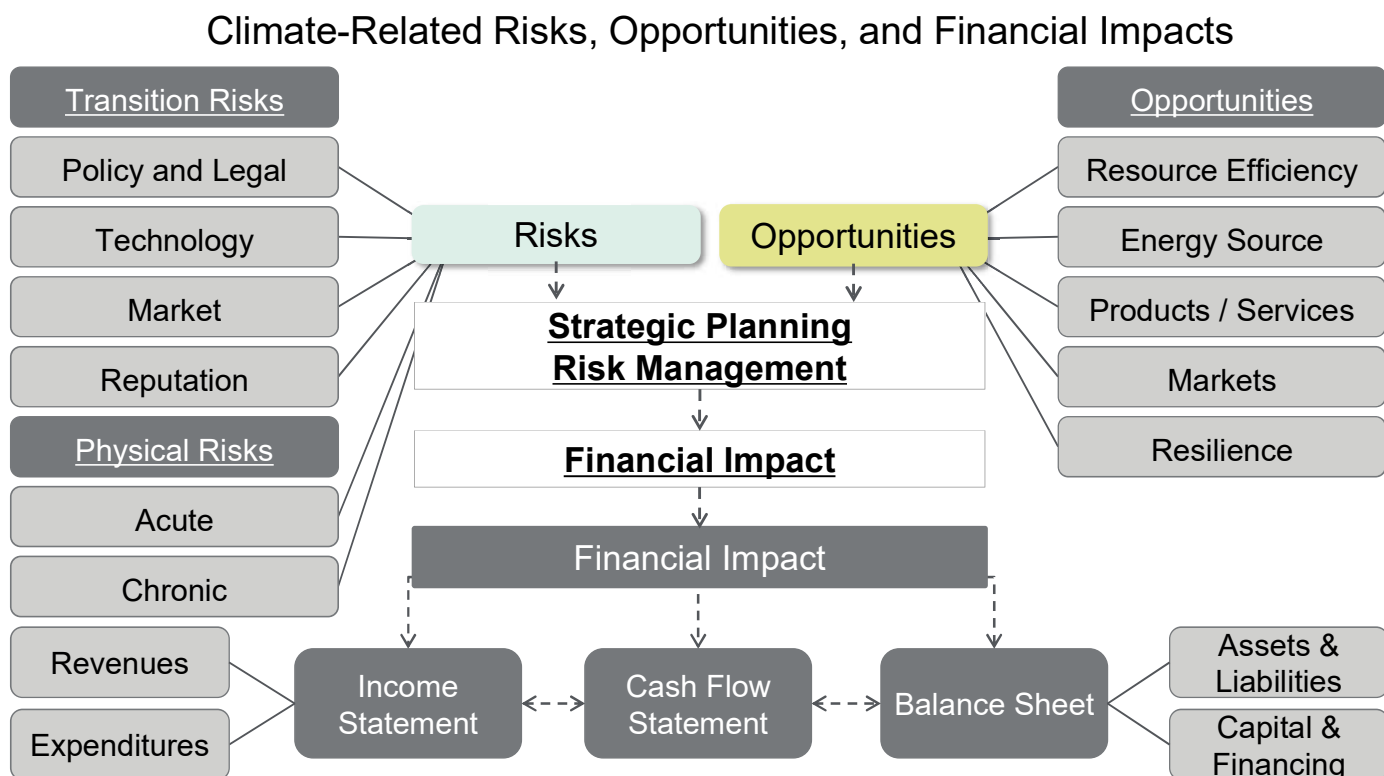 Climate-Related Risks, Opportunities, and Financial Impacts
Transition Risks
Policy and Legal
Technology
Market
Reputation
Physical Risks
Acute
Chronic
Risks
Opportunities
Strategic Planning
Risk Management
Financial Impact
Financial Impact
Opportunities
Resource Efficiency
Energy Source
Products / Services
Markets
Resilience
Revenues
Expenditures
Income
Statement
Cash Flow
Statement
Balance Sheet
Assets &
Liabilities
Capital &
Financing